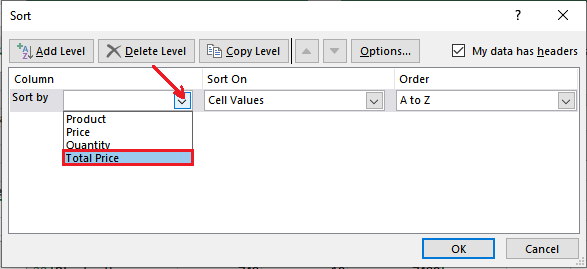 Sort
? ×
Add Level Delete Level Copy Level Options... My data has headers
Column Sort On Order
Sort by Cell Values A to Z
Product
Price
Quantity
Total Price
OK Cancel